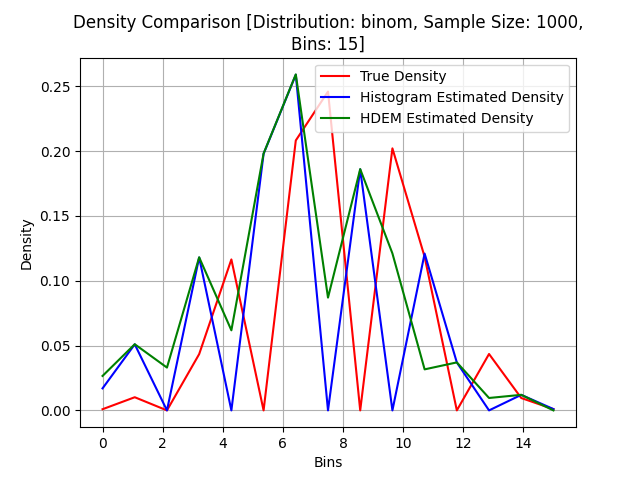 Density Comparison [Distribution: binom, Sample Size: 1000,
Bins: 15]
True Density
Histogram Estimated Density
HDEM Estimated Density
Density
0.25
0.20
0.15
0.10
0.05
0.00
0 2 4 6 8 10 12 14
Bins